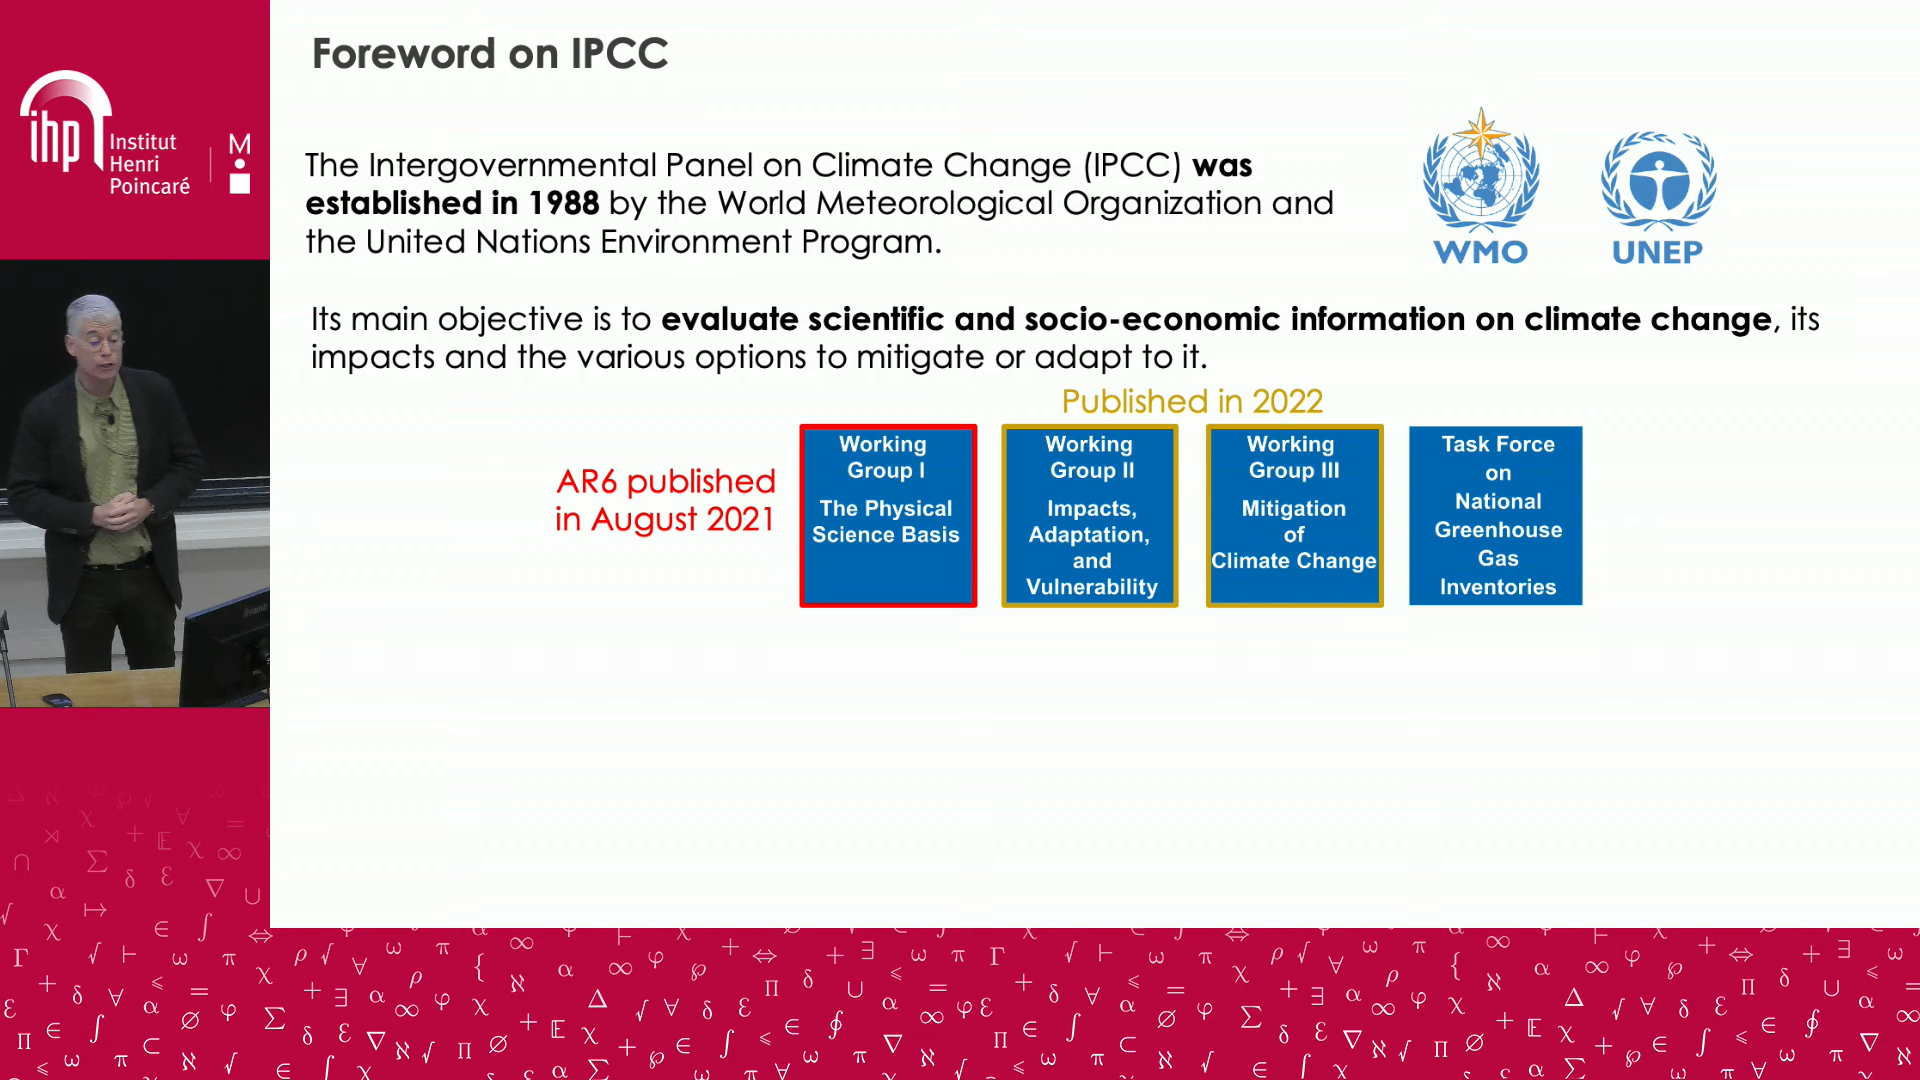 Foreword on IPCC
ihp
Institut
Henri
Poincaré
M
The Intergovernmental Panel on Climate Change (IPCC) was
established in 1988 by the World Meteorological Organization and
the United Nations Environment Program.
WMO
UNEP
Its main objective is to evaluate scientific and socio-economic information on climate change, its
impacts and the various options to mitigate or adapt to it.
Published in 2022
AR6 published
in August 2021
Working
Group I
The Physical
Science Basis
Working
Group II
Impacts,
Adaptation,
and
Vulnerability
Working
Group III
Mitigation
of
Climate Change
Task Force
on
National
Greenhouse
Gas
Inventories